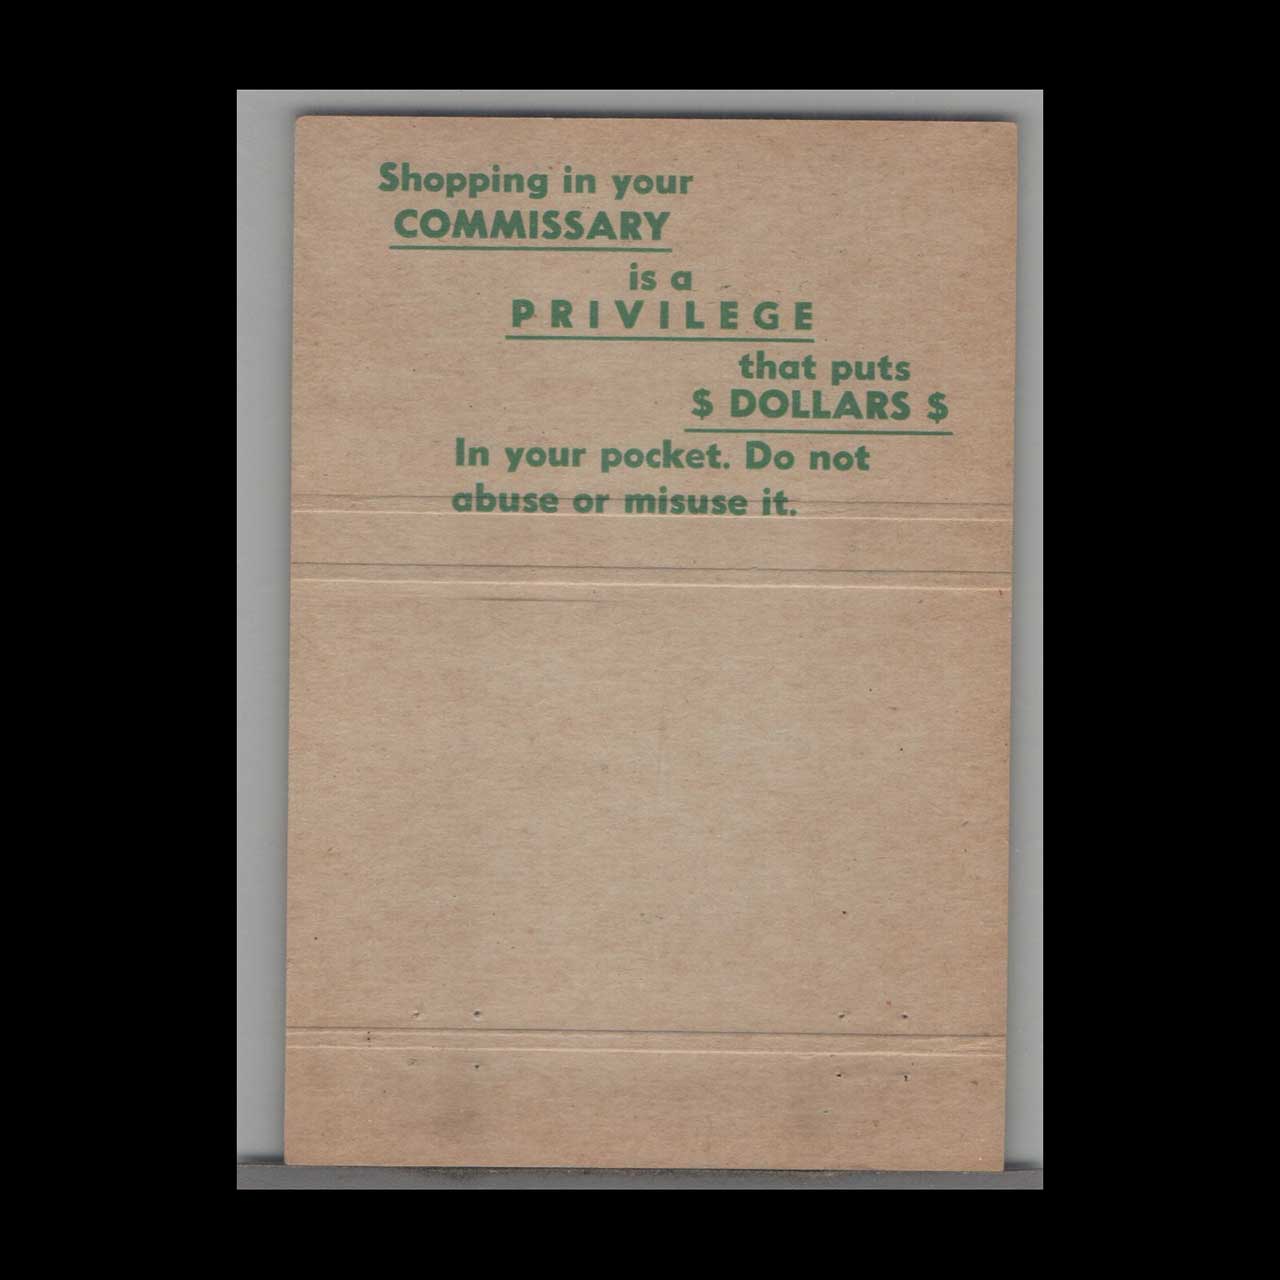 Shopping in your
COMMISSARY
is a
PRIVILEGE
that puts
$ DOLLARS $
In your pocket. Do not
abuse or misuse it.